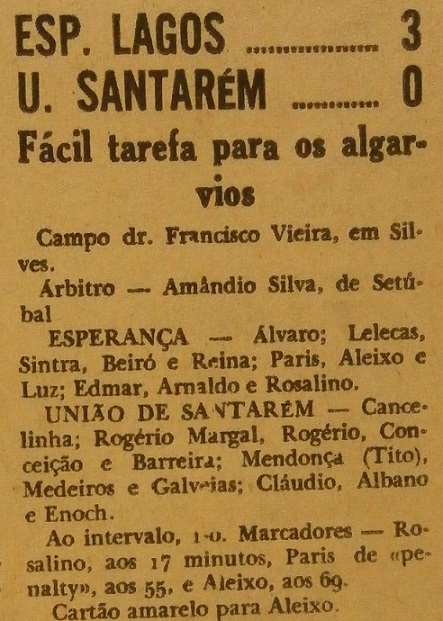 ESP. LAGOS ................ 3
U. SANTARÉM ........... 0
Fácil tarefa para os algar-
vios
Campo dr. Francisco Vieira, em Sil-
ves.
Árbitro — Amândio Silva, de Setú-
bal
ESPERANÇA — Álvaro; Lelecas,
Sintra, Beiró e Reina; Paris, Aleixo e
Luz; Edmar, Arnaldo e Rosalino.
UNIÃO DE SANTARÉM — Cance-
linha; Rogério Margal, Rogério, Con-
ceição e Barreira; Mendonça (Tito),
Medeiros e Galveias; Cláudio, Albano
e Enoch.
Ao intervalo, 1-0. Marcadores — Ro-
salino, aos 17 minutos, Paris de «pe-
nalty», aos 55, e Aleixo, aos 69.
Cartão amarelo para Aleixo.